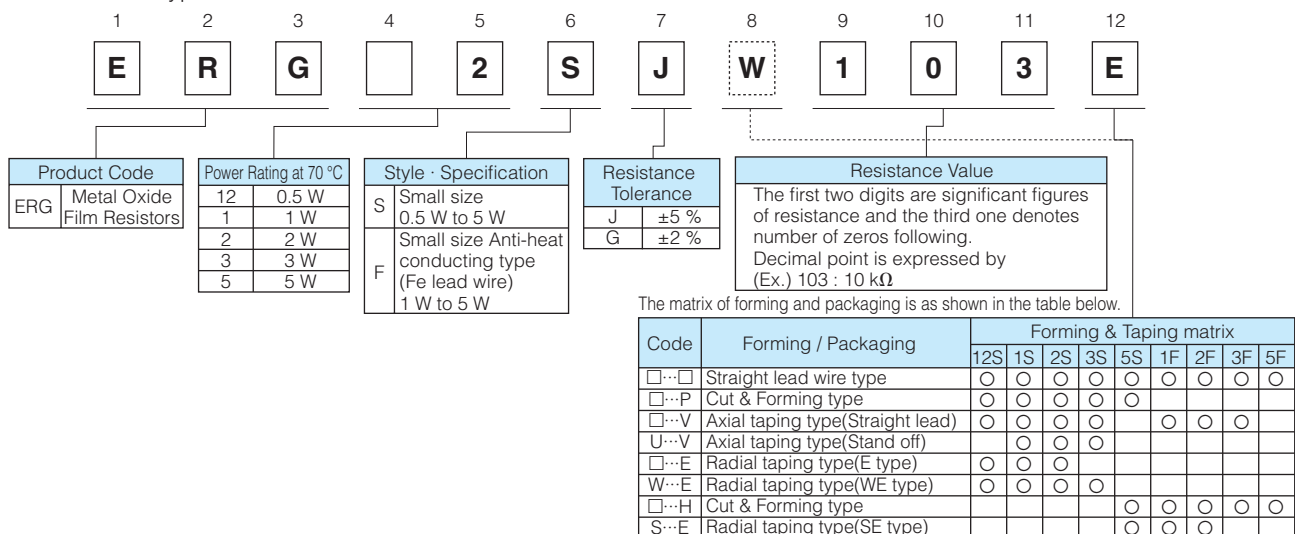 1 2 3 4 5 6 7 8 9 10 11 12
E R G 2 S J W 1 0 3 E
Product Code
ERG Metal Oxide
Film Resistors
Power Rating at 70 °C
12 0.5 W
1 1 W
2 2 W
3 3 W
5 5 W
Style · Specification
S Small size
0.5 W to 5 W
F Small size Anti-heat
conducting type
(Fe lead wire)
1 W to 5 W
Resistance
Tolerance
J ±5 %
G ±2 %
Resistance Value
The first two digits are significant figures
of resistance and the third one denotes
number of zeros following.
Decimal point is expressed by
(Ex.) 103 : 10 kΩ
The matrix of forming and packaging is as shown in the table below.
Code Forming / Packaging Forming & Taping matrix
12S 1S 2S 3S 5S 1F 2F 3F 5F
□···□ Straight lead wire type ○ ○ ○ ○ ○ ○ ○ ○ ○
□···P Cut & Forming type ○ ○ ○ ○ ○
□···V Axial taping type(Straight lead) ○ ○ ○ ○ ○ ○ ○
U···V Axial taping type(Stand off) ○ ○ ○
□···E Radial taping type(E type) ○ ○ ○
W···E Radial taping type(WE type) ○ ○ ○ ○
□···H Cut & Forming type ○ ○ ○ ○ ○
S···E Radial taping type(SE type) ○ ○ ○